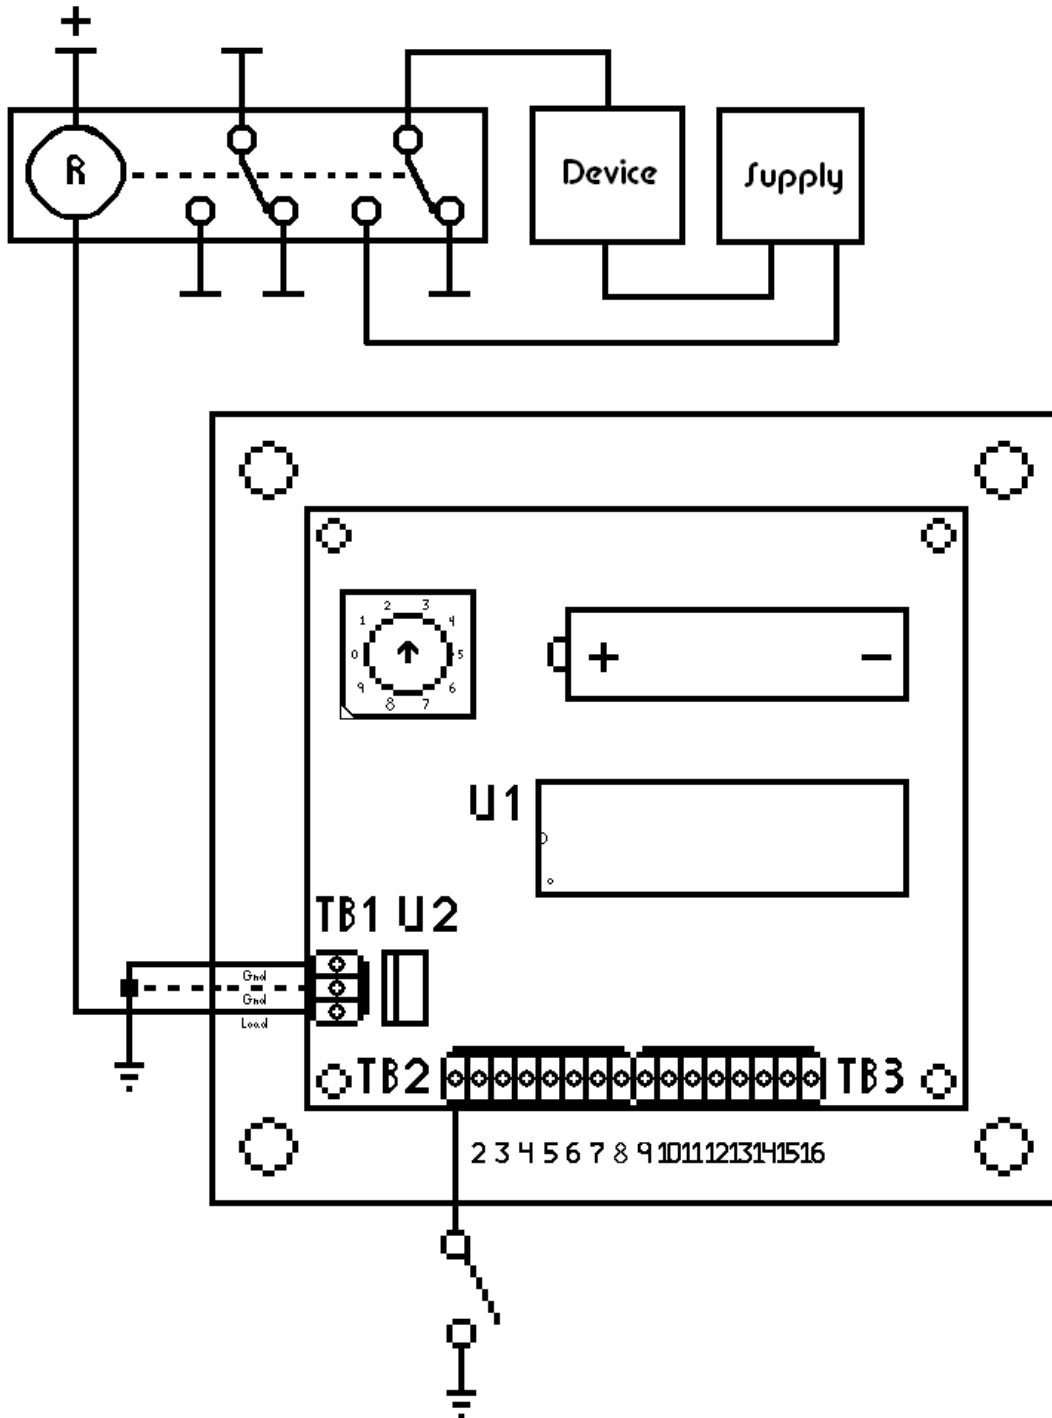 +
R
Device
Supply
2 3
1 4
0 5
9 6
8 7
+ −
U1
TB1 U2
Gnd
Gnd
Load
TB2 TB3
2 3 4 5 6 7 8 9 10 11 12 13 14 15 16